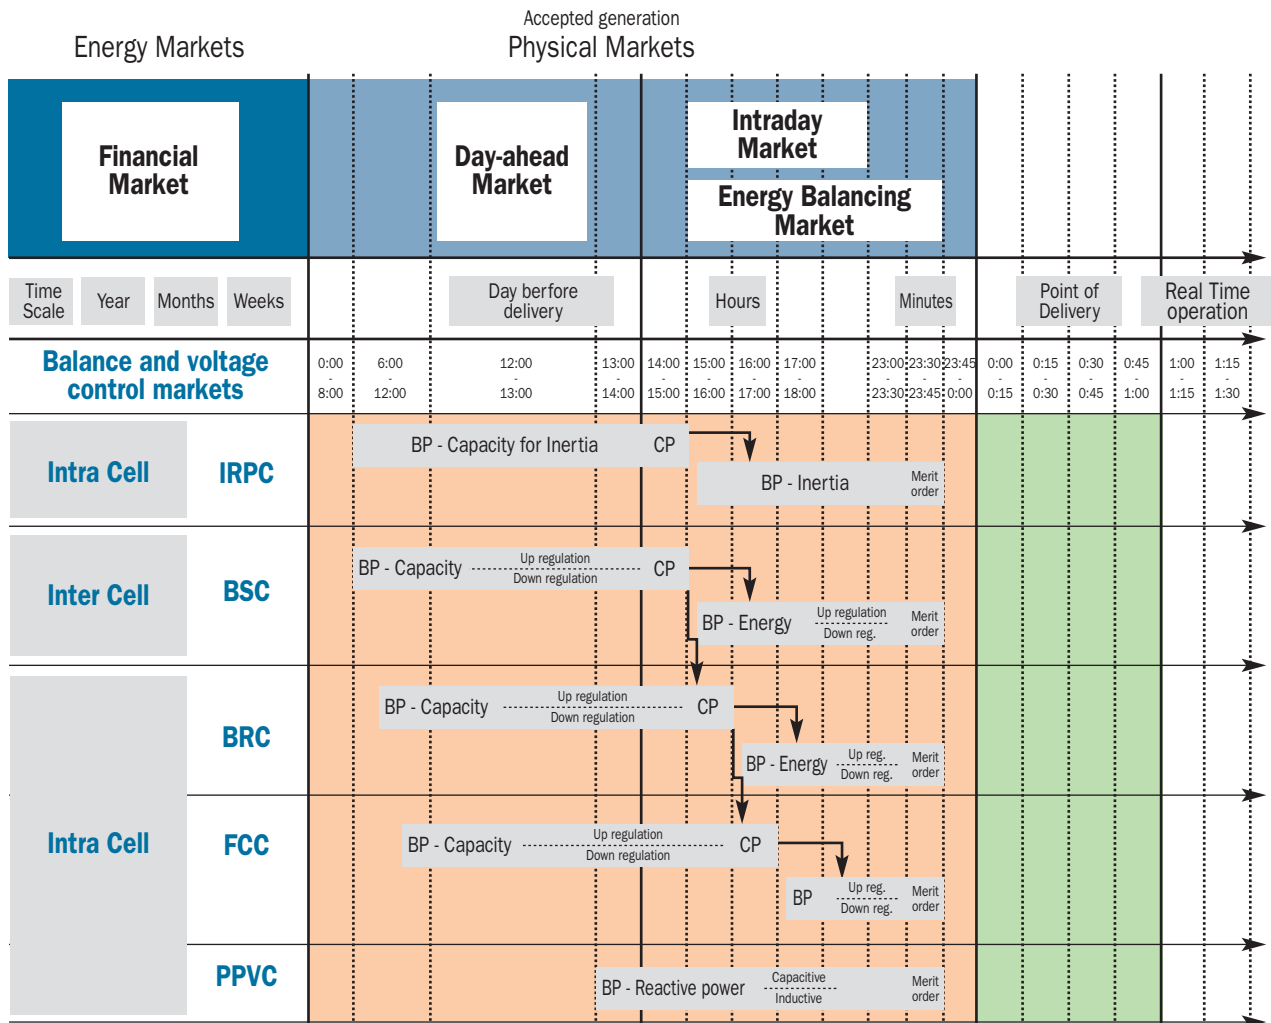 Accepted generation
Energy Markets
Physical Markets
Financial
Market
Day-ahead
Market
Intraday
Market
Energy Balancing
Market
Time
Scale
Year
Months
Weeks
Day berfore
delivery
Hours
Minutes
Point of
Delivery
Real Time
operation
Balance and voltage
control markets
0:00 6:00 12:00 13:00 14:00 15:00 16:00 17:00 23:00 23:30 23:45 0:00 0:15 0:30 0:45 1:00 1:15
- - - - - - - - - - - - - - - - -
8:00 12:00 13:00 14:00 15:00 16:00 17:00 18:00 23:30 23:45 0:00 0:15 0:30 0:45 1:00 1:15 1:30
Intra Cell
IRPC
BP - Capacity for Inertia CP
BP - Inertia
Merit
order
Inter Cell
BSC
BP - Capacity
Up regulation
Down regulation
CP
BP - Energy
Up regulation
Down reg.
Merit
order
BRC
BP - Capacity
Up regulation
Down regulation
CP
BP - Energy
Up reg.
Down reg.
Merit
order
Intra Cell
FCC
BP - Capacity
Up regulation
Down regulation
CP
BP
Up reg.
Down reg.
Merit
order
PPVC
BP - Reactive power
Capacitive
Inductive
Merit
order